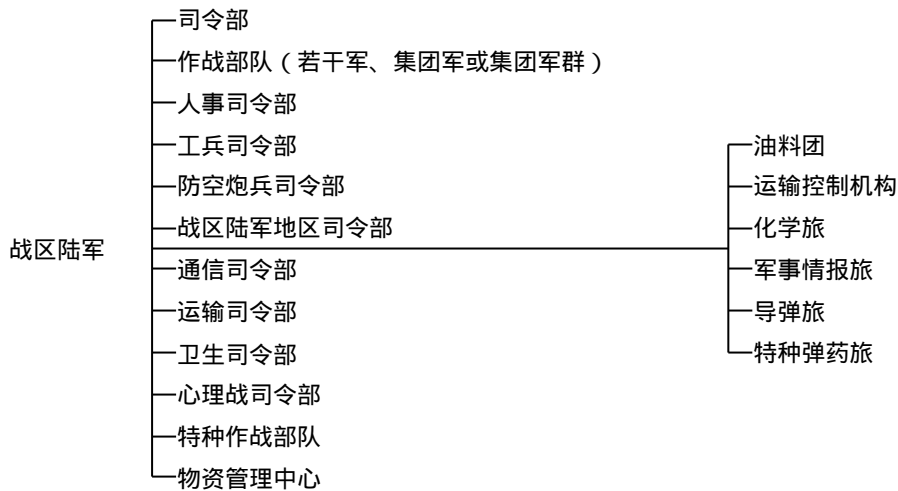 战区陆军
司令部
作战部队（若干军、集团军或集团军群）
人事司令部
工兵司令部
防空炮兵司令部
战区陆军地区司令部
通信司令部
运输司令部
卫生司令部
心理战司令部
特种作战部队
物资管理中心
油料团
运输控制机构
化学旅
军事情报旅
导弹旅
特种弹药旅